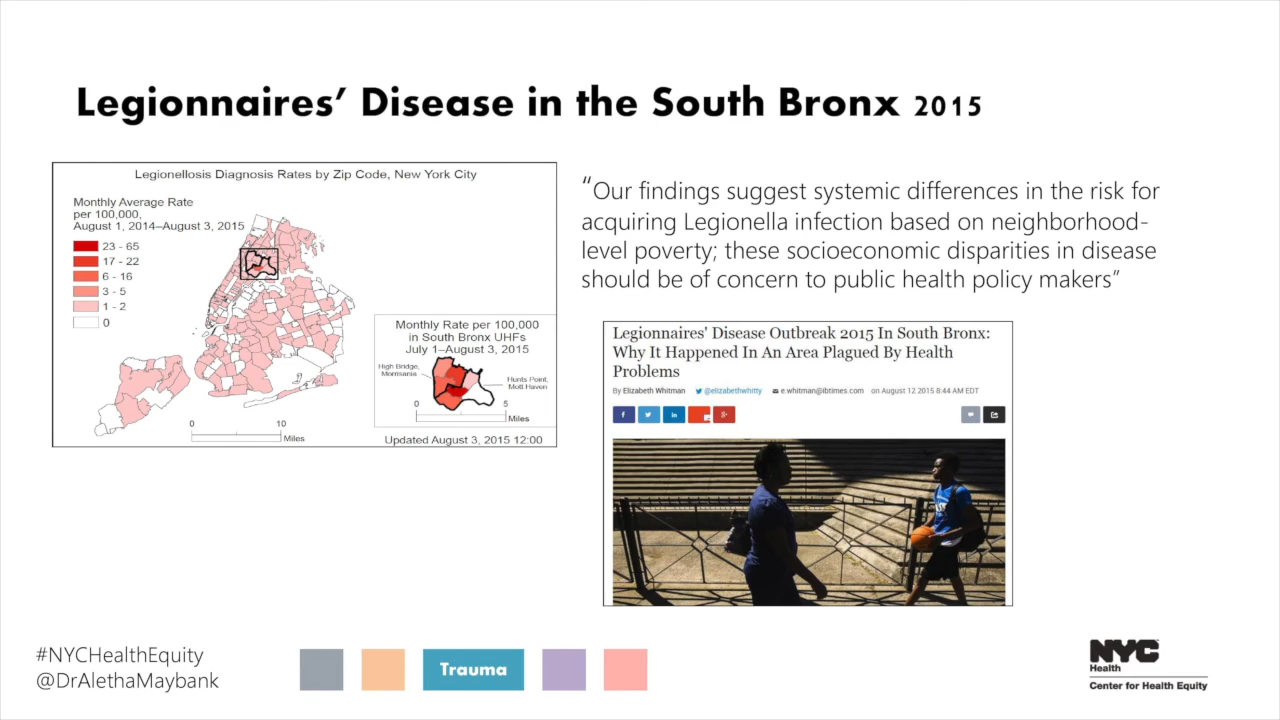 Legionnaires’ Disease in the South Bronx 2015
Legionellosis Diagnosis Rates by Zip Code, New York City
Monthly Average Rate
per 100,000,
August 1, 2014–August 3, 2015
23 - 65
17 - 22
6 - 16
3 - 5
1 - 2
0
0 10
Miles
Monthly Rate per 100,000
in South Bronx UHFs
July 1–August 3, 2015
High Bridge,
Morrisania
Hunts Point,
Mott Haven
0 5
Miles
Updated August 3, 2015 12:00
“Our findings suggest systemic differences in the risk for
acquiring Legionella infection based on neighborhood-
level poverty; these socioeconomic disparities in disease
should be of concern to public health policy makers”
Legionnaires' Disease Outbreak 2015 In South Bronx:
Why It Happened In An Area Plagued By Health
Problems
By Elizabeth Whitman @elizabethwhitty e.whitman@ibtimes.com on August 12 2015 8:44 AM EDT
#NYCHealthEquity
@DrAlethaMaybank
Trauma
NYC
Health
Center for Health Equity